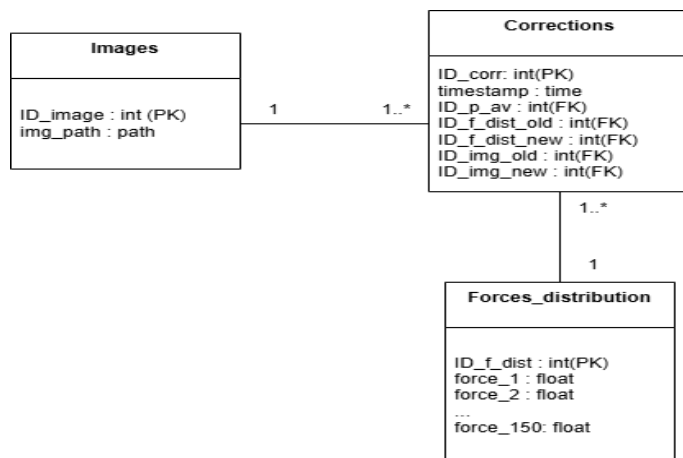 Images
ID_image : int (PK)
img_path : path
1
1..*
Corrections
ID_corr: int(PK)
timestamp : time
ID_p_av : int(FK)
ID_f_dist_old : int(FK)
ID_f_dist_new : int(FK)
ID_img_old : int(FK)
ID_img_new : int(FK)
1..*
1
Forces_distribution
ID_f_dist : int(PK)
force_1 : float
force_2 : float
...
force_150: float